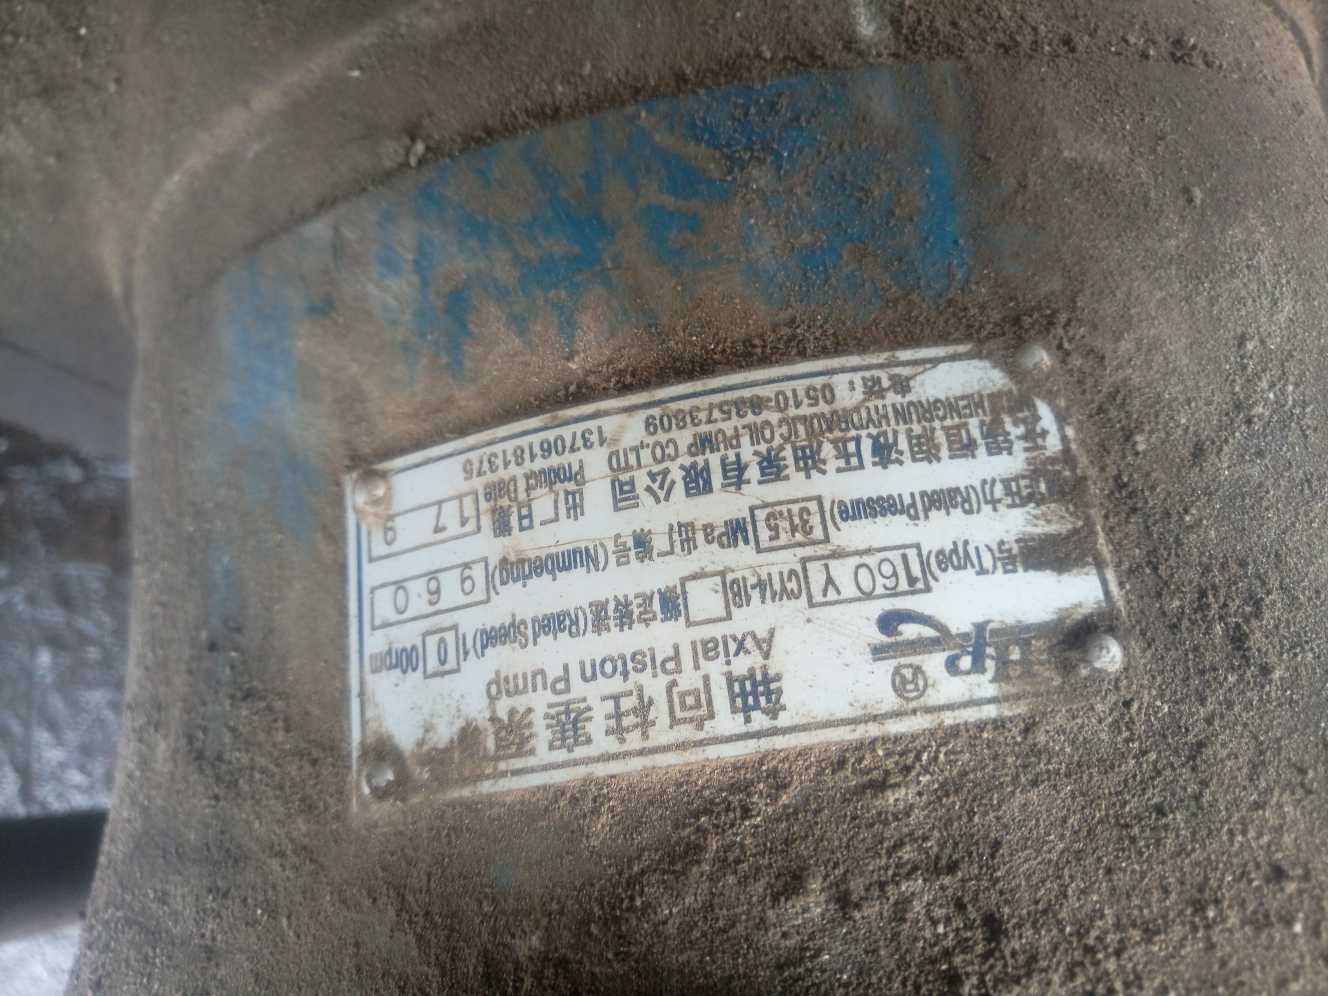 HP ® 轴向柱塞泵
Axial Piston Pump
型号(Type) 160 Y CY14-1B 额定转速(Rated Speed) 1 0 00rpm
压力(Rated Pressure) 31.5 MPa 出厂编号(Numbering) 9 6 0
无锡恒润液压油泵有限公司 出厂日期
HENGRUN HYDRAULIC OIL PUMP CO.,LTD Product Date 17 9
电话：0510-83573809 13706181375